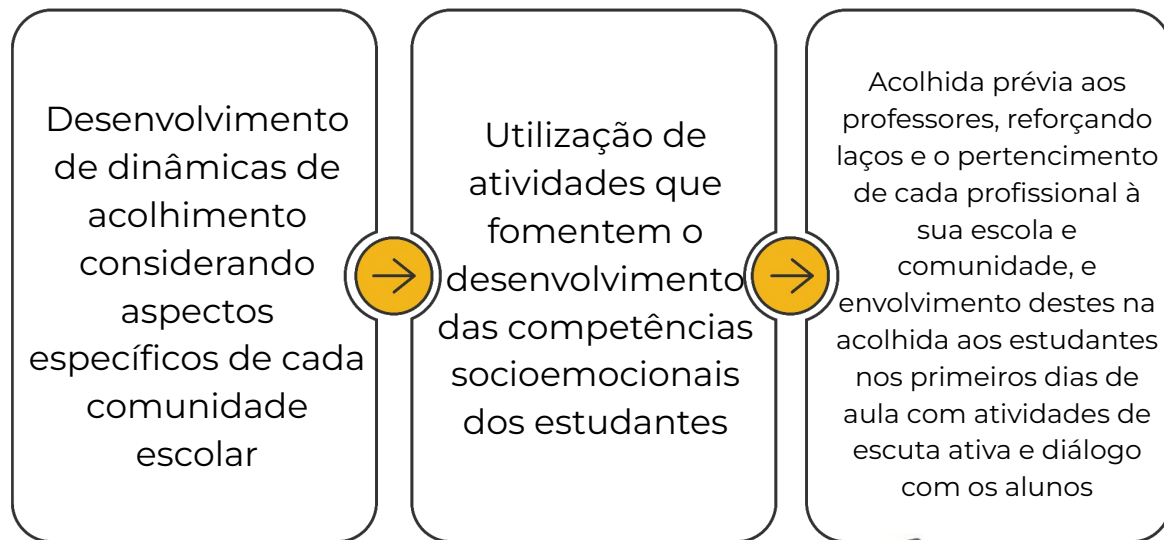 Desenvolvimento
de dinâmicas de
acolhimento
considerando
aspectos
específicos de cada
comunidade
escolar
Utilização de
atividades que
fomentem o
desenvolvimento
das competências
socioemocionais
dos estudantes
Acolhida prévia aos
professores, reforçando
laços e o pertencimento
de cada profissional à
sua escola e
comunidade, e
envolvimento destes na
acolhida aos estudantes
nos primeiros dias de
aula com atividades de
escuta ativa e diálogo
com os alunos